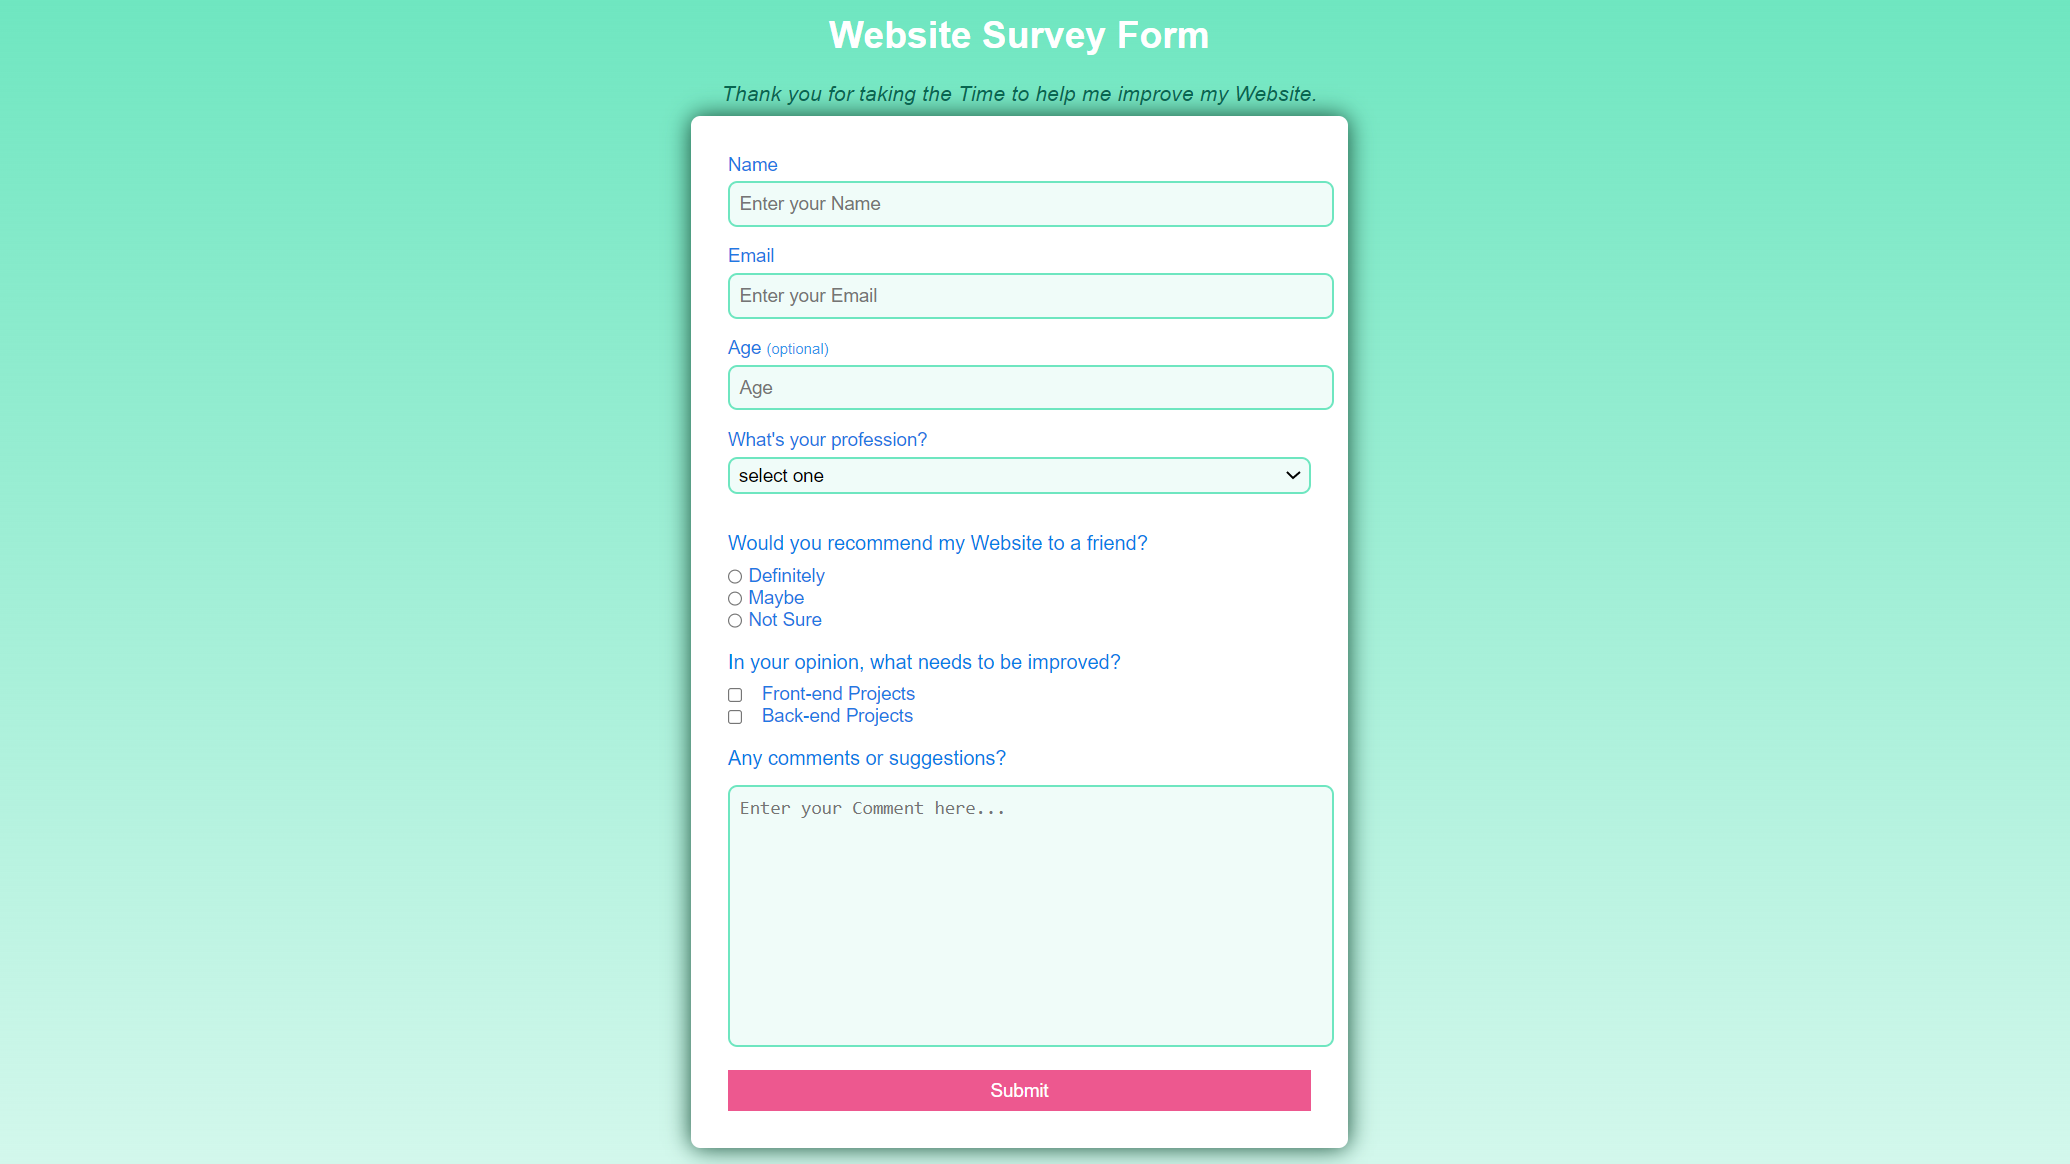 Website Survey Form
Thank you for taking the Time to help me improve my Website.
Name
Enter your Name
Email
Enter your Email
Age (optional)
Age
What's your profession?
select one
Would you recommend my Website to a friend?
Definitely
Maybe
Not Sure
In your opinion, what needs to be improved?
Front-end Projects
Back-end Projects
Any comments or suggestions?
Enter your Comment here...
Submit